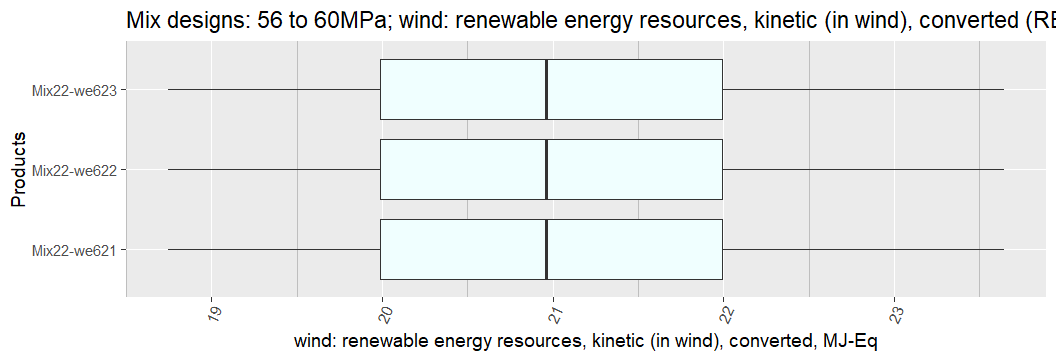 Mix designs: 56 to 60MPa; wind: renewable energy resources, kinetic (in wind), converted (RE
Mix22-we623
Mix22-we622
Mix22-we621
Products
19
20
21
22
23
wind: renewable energy resources, kinetic (in wind), converted, MJ-Eq